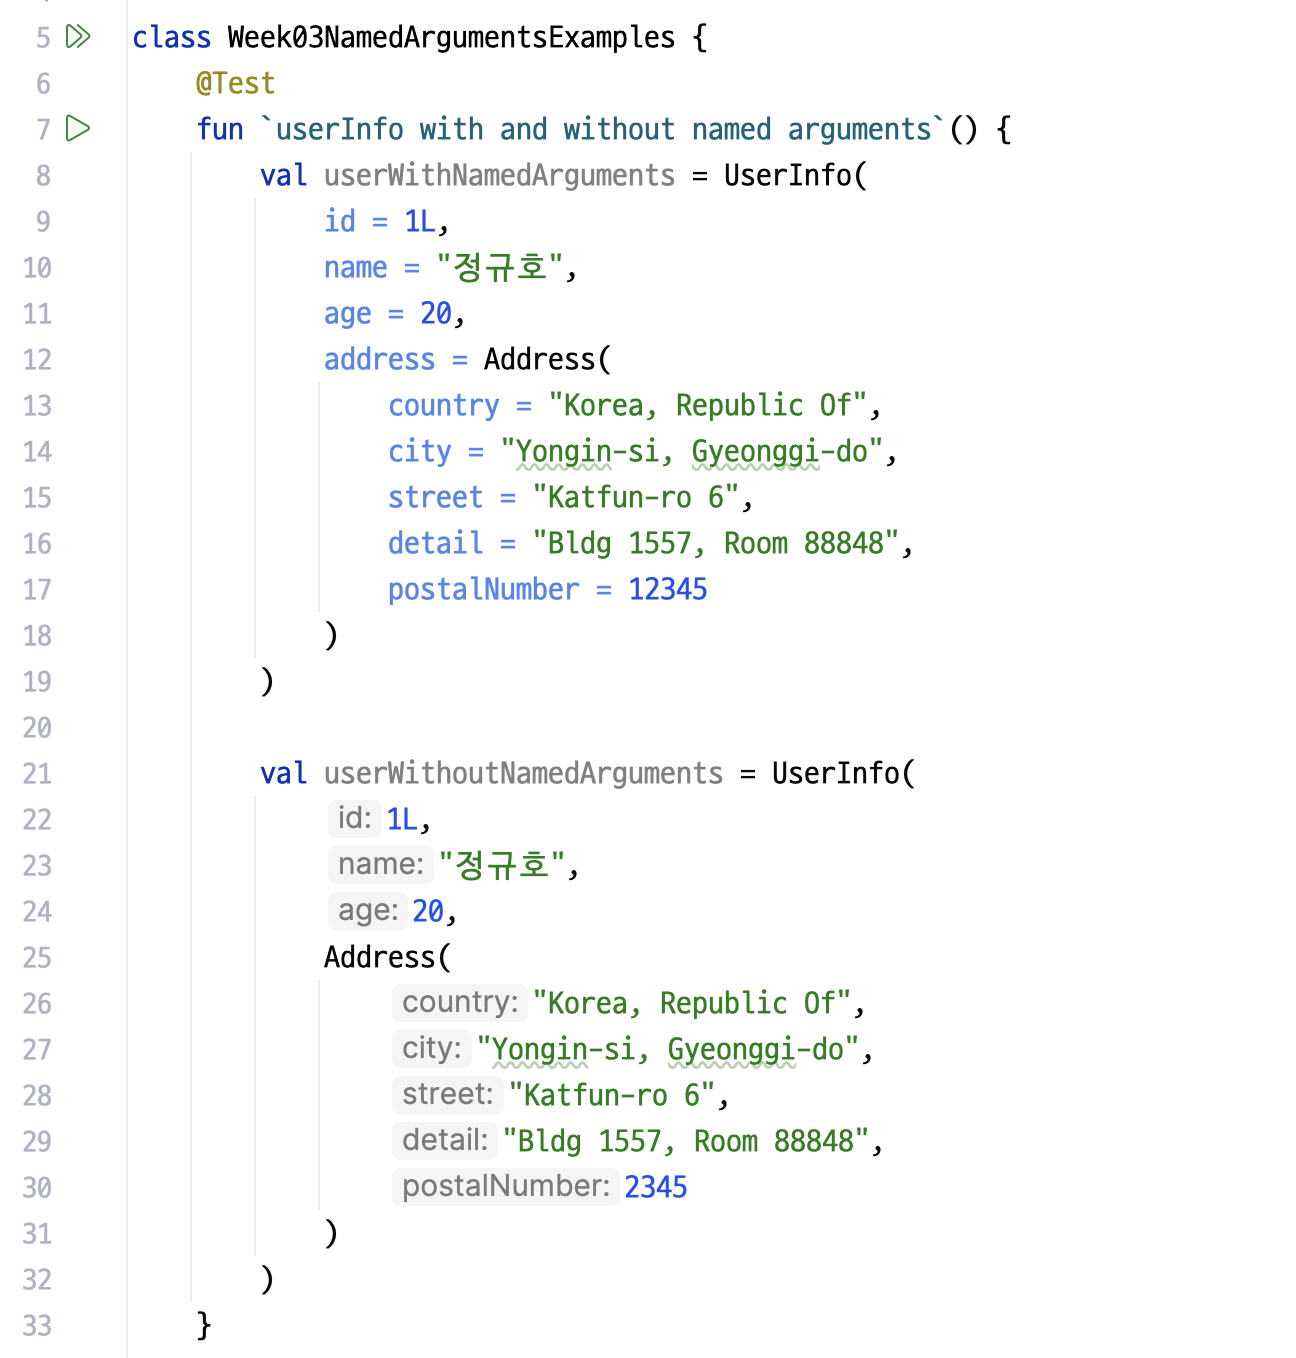 5 class Week03NamedArgumentsExamples {
6 @Test
7 fun `userInfo with and without named arguments`() {
8 val userWithNamedArguments = UserInfo(
9 id = 1L,
10 name = "정규호",
11 age = 20,
12 address = Address(
13 country = "Korea, Republic Of",
14 city = "Yongin-si, Gyeonggi-do",
15 street = "Katfun-ro 6",
16 detail = "Bldg 1557, Room 88848",
17 postalNumber = 12345
18 )
19 )
20
21 val userWithoutNamedArguments = UserInfo(
22 id: 1L,
23 name: "정규호",
24 age: 20,
25 Address(
26 country: "Korea, Republic Of",
27 city: "Yongin-si, Gyeonggi-do",
28 street: "Katfun-ro 6",
29 detail: "Bldg 1557, Room 88848",
30 postalNumber: 2345
31 )
32 )
33 }